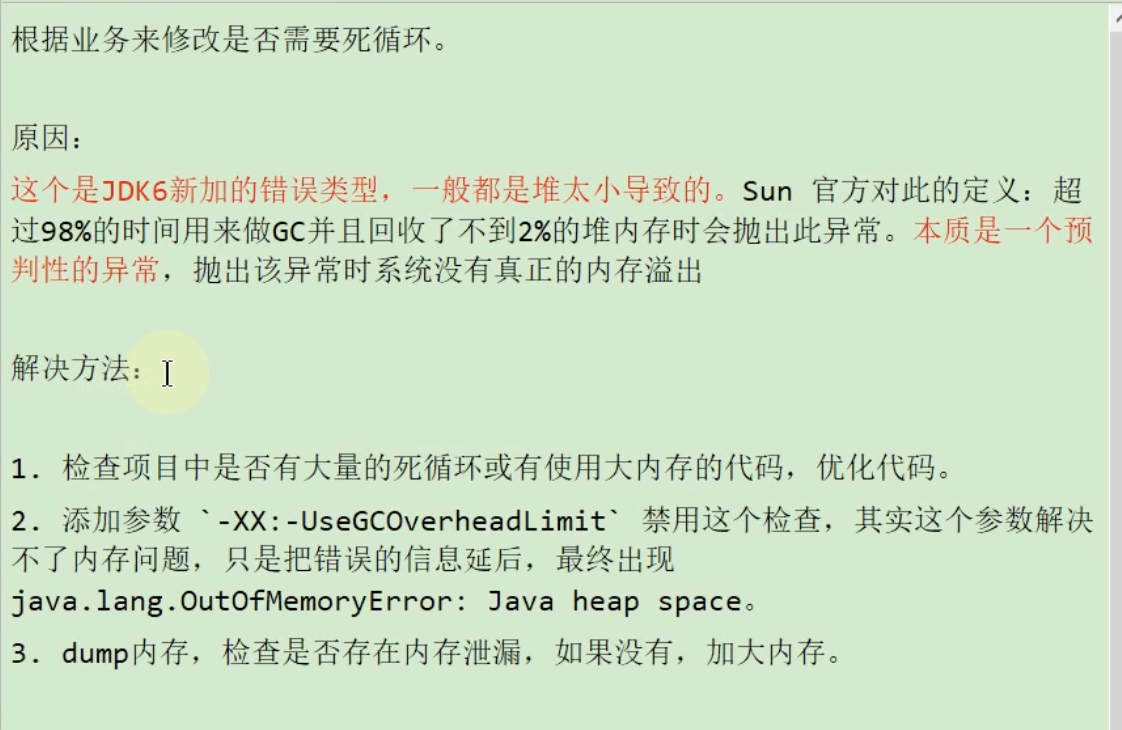 根据业务来修改是否需要死循环。
原因：
这个是JDK6新加的错误类型，一般都是堆太小导致的。Sun 官方对此的定义：超
过98%的时间用来做GC并且回收了不到2%的堆内存时会抛出此异常。本质是一个预
判性的异常，抛出该异常时系统没有真正的内存溢出
解决方法：
1. 检查项目中是否有大量的死循环或有使用大内存的代码，优化代码。
2. 添加参数 `-XX:-UseGCOverheadLimit` 禁用这个检查，其实这个参数解决
不了内存问题，只是把错误的信息延后，最终出现
java.lang.OutOfMemoryError: Java heap space。
3. dump内存，检查是否存在内存泄漏，如果没有，加大内存。